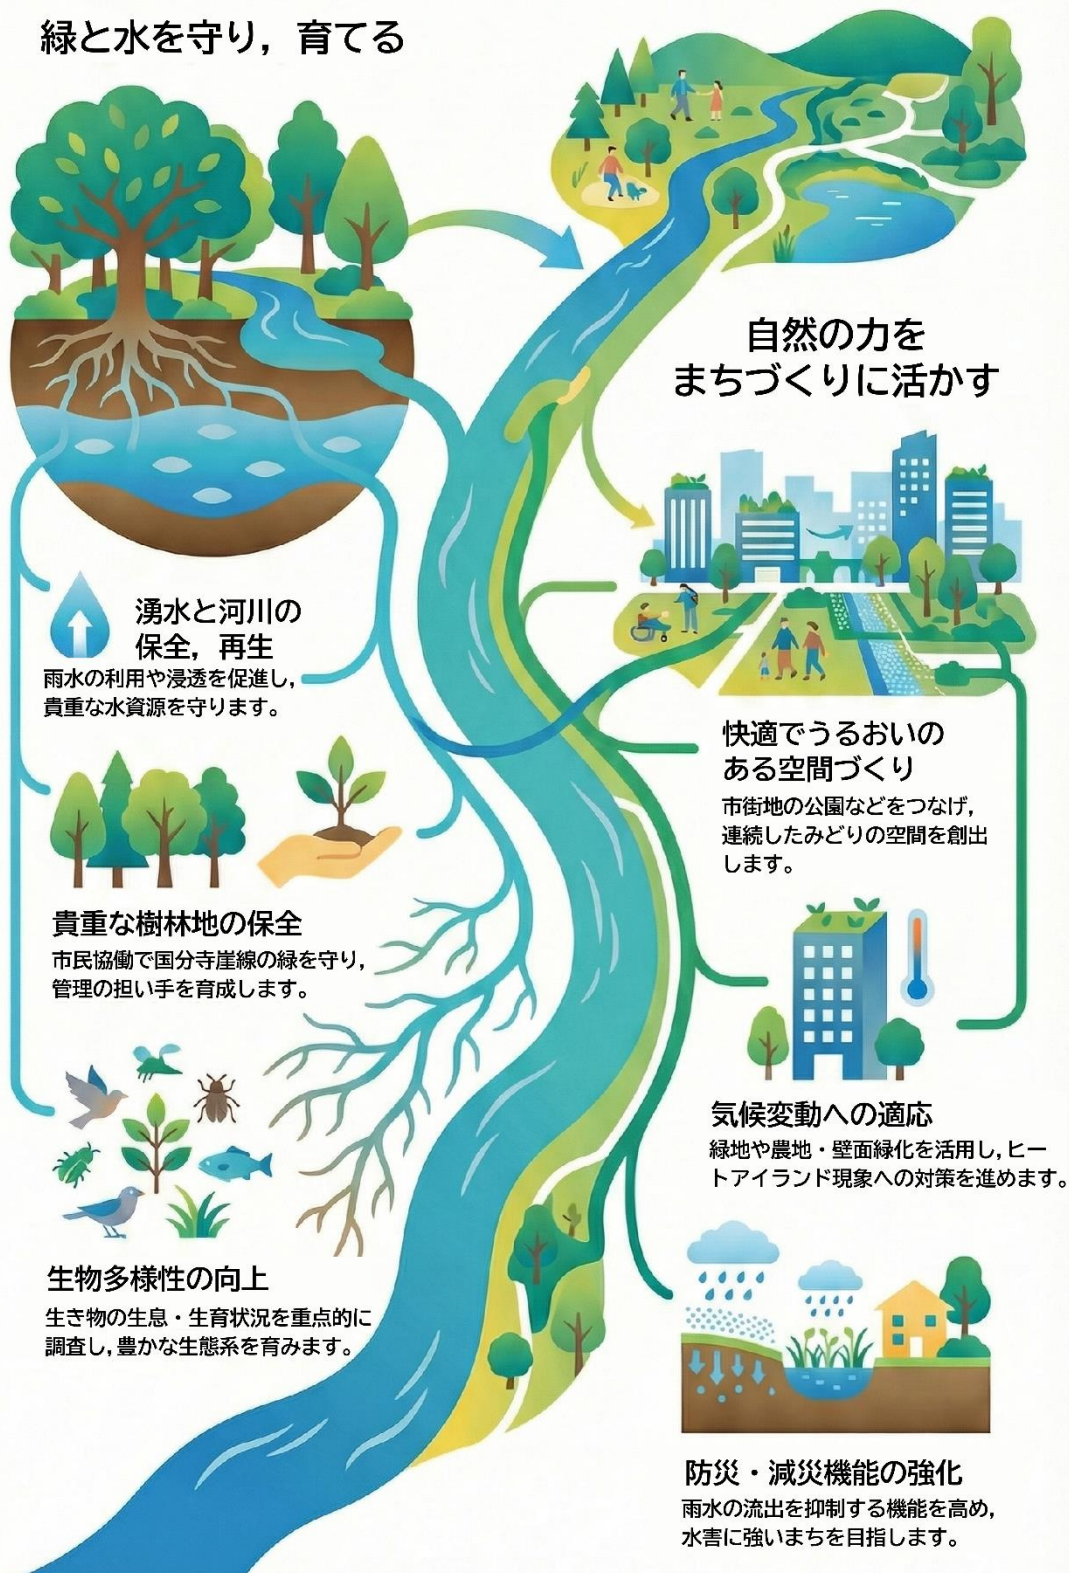 緑と水を守り，育てる
湧水と河川の
保全，再生
雨水の利用や浸透を促進し，
貴重な水資源を守ります。
貴重な樹林地の保全
市民協働で国分寺崖線の緑を守り，
管理の担い手を育成します。
生物多様性の向上
生き物の生息・生育状況を重点的に
調査し，豊かな生態系を育みます。
自然の力を
まちづくりに活かす
快適でうるおいの
ある空間づくり
市街地の公園などをつなげ，
連続したみどりの空間を創出
します。
気候変動への適応
緑地や農地・壁面緑化を活用し，ヒー
トアイランド現象への対策を進めます。
防災・減災機能の強化
雨水の流出を抑制する機能を高め，
水害に強いまちを目指します。